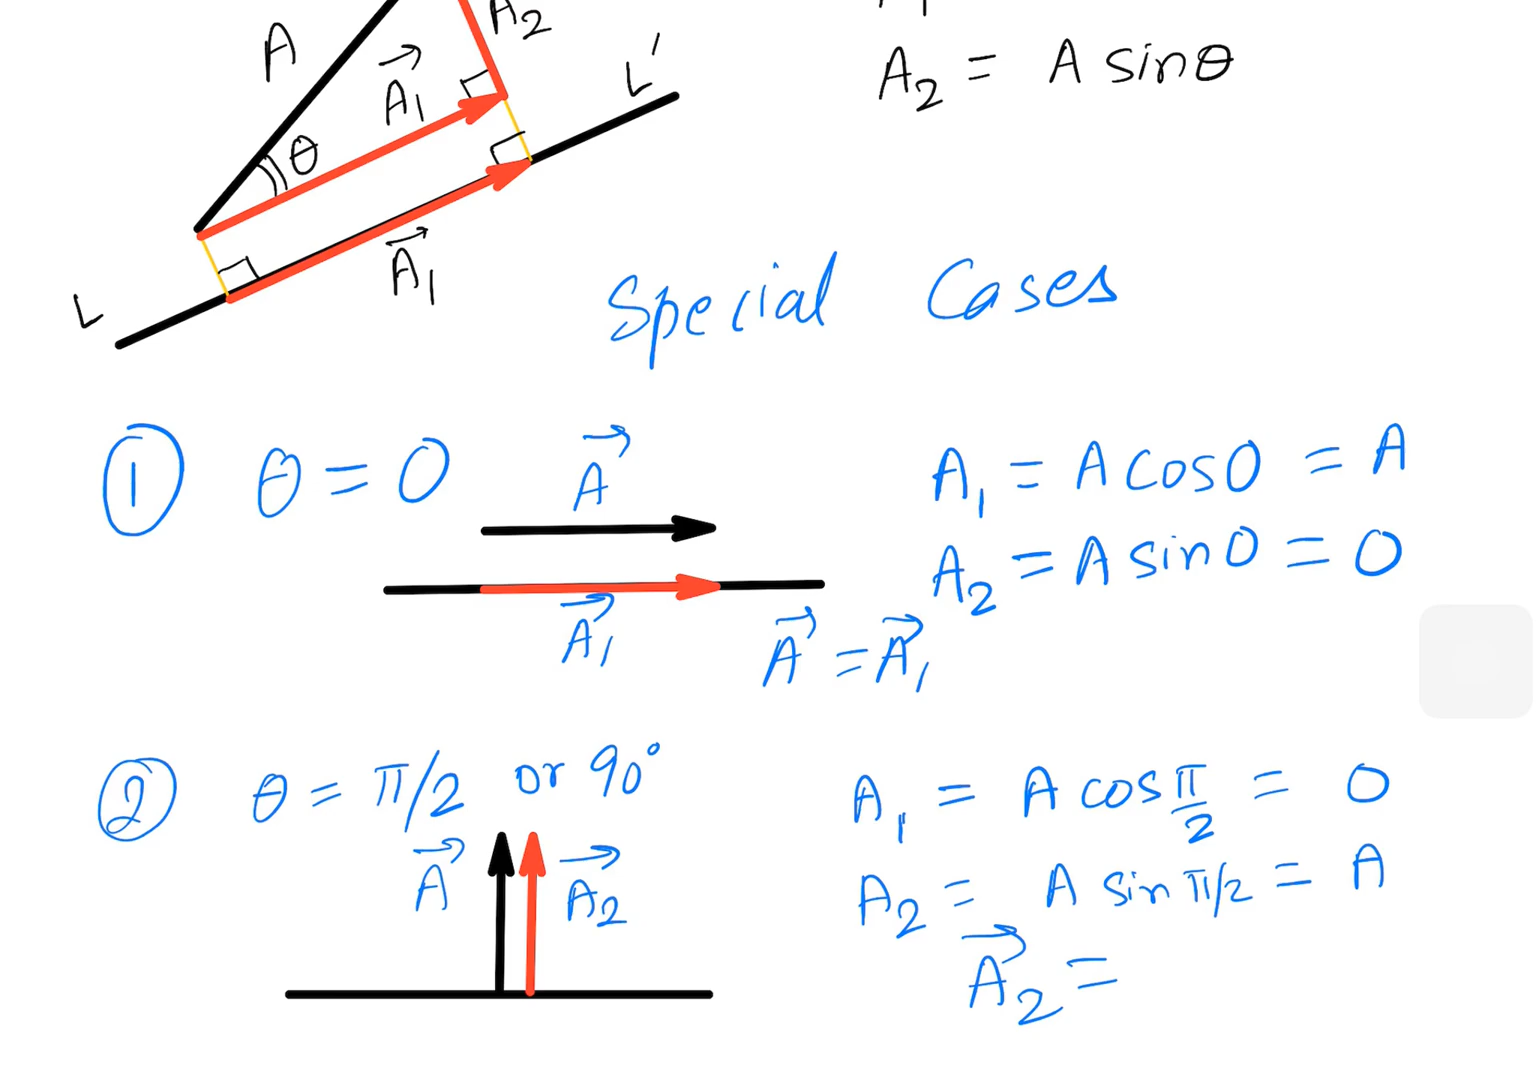 A
A₂
A⃗₁
θ
L'
A₂ = A sinθ
L
A⃗₁
Special Cases
① θ = 0
A⃗
A₁ = A cos0 = A
A₂ = A sin0 = 0
A⃗₁
A⃗ = A⃗₁
② θ = π/2 or 90°
A₁ = A cos π/2 = 0
A⃗
A⃗₂
A₂ = A sin π/2 = A
A⃗₂ =